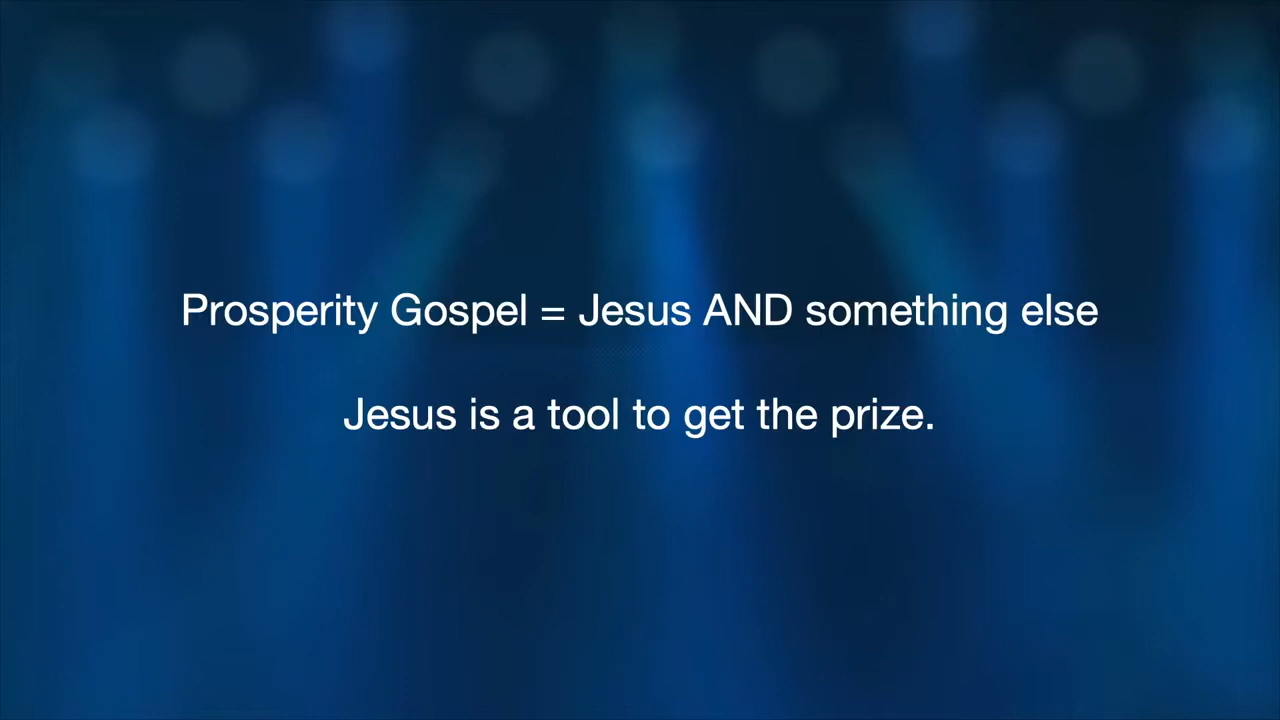 Prosperity Gospel = Jesus AND something else
Jesus is a tool to get the prize.